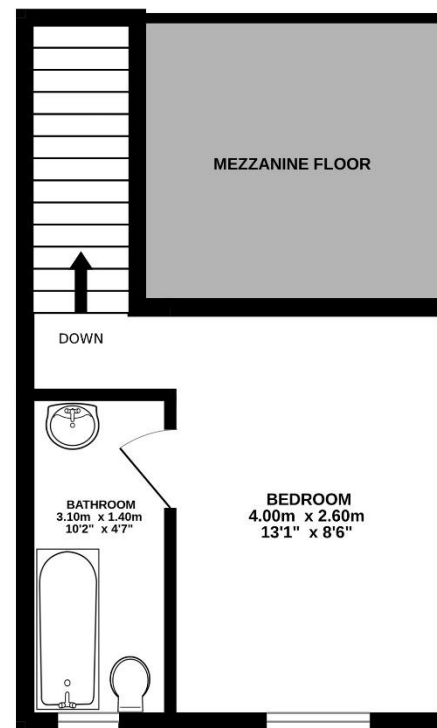 MEZZANINE FLOOR
DOWN
BATHROOM
3.10m x 1.40m
10'2" x 4'7"
BEDROOM
4.00m x 2.60m
13'1" x 8'6"